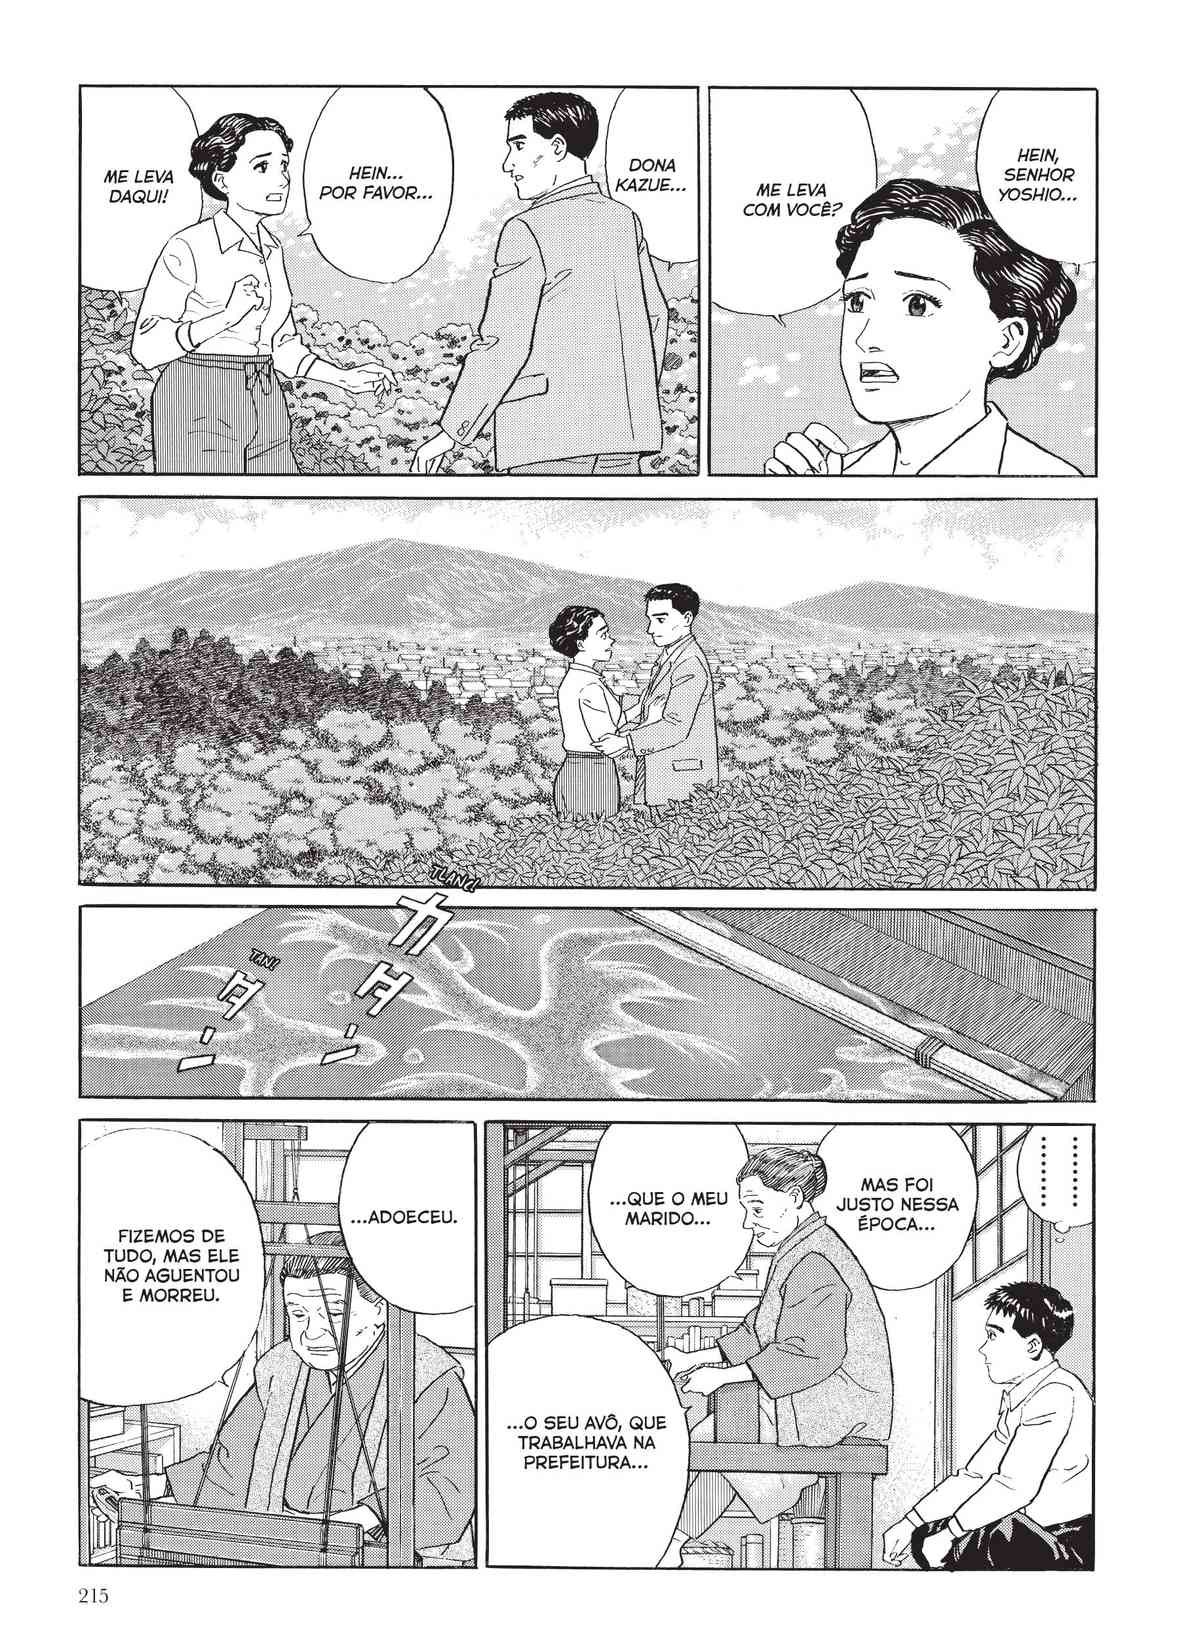 HEIN,
SENHOR
YOSHIO...
ME LEVA
COM VOCÊ?
DONA
KAZUE...
HEIN...
POR FAVOR...
ME LEVA
DAQUI!
TLANC!
カタン
TAN!
タン
..........
MAS FOI
JUSTO NESSA
ÉPOCA...
...QUE O MEU
MARIDO...
...O SEU AVÔ, QUE
TRABALHAVA NA
PREFEITURA...
...ADOECEU.
FIZEMOS DE
TUDO, MAS ELE
NÃO AGUENTOU
E MORREU.
215